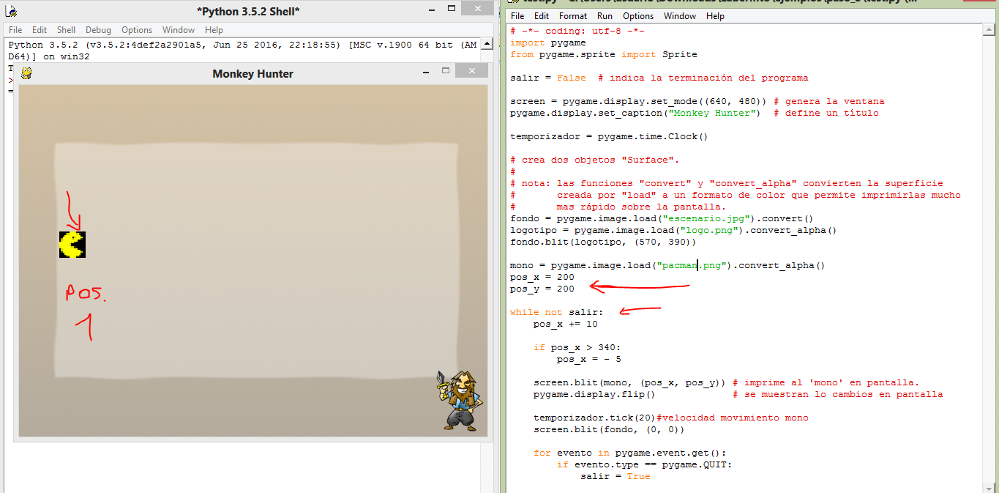 *Python 3.5.2 Shell*
File Edit Shell Debug Options Window Help
Python 3.5.2 (v3.5.2:4def2a2901a5, Jun 25 2016, 22:18:55) [MSC v.1900 64 bit (AM
D64)] on win32
T
>
=
Monkey Hunter
Pos.
1
File Edit Format Run Options Window Help
# -*- coding: utf-8 -*-
import pygame
from pygame.sprite import Sprite
salir = False # indica la terminación del programa
screen = pygame.display.set_mode((640, 480)) # genera la ventana
pygame.display.set_caption("Monkey Hunter") # define un título
temporizador = pygame.time.Clock()
# crea dos objetos "Surface".
#
# nota: las funciones "convert" y "convert_alpha" convierten la superficie
# creada por "load" a un formato de color que permite imprimirlas mucho
# mas rápido sobre la pantalla.
fondo = pygame.image.load("escenario.jpg").convert()
logotipo = pygame.image.load("logo.png").convert_alpha()
fondo.blit(logotipo, (570, 390))
mono = pygame.image.load("pacman.png").convert_alpha()
pos_x = 200
pos_y = 200
while not salir:
pos_x += 10
if pos_x > 340:
pos_x = - 5
screen.blit(mono, (pos_x, pos_y)) # imprime al 'mono' en pantalla.
pygame.display.flip() # se muestran lo cambios en pantalla
temporizador.tick(20)#velocidad movimiento mono
screen.blit(fondo, (0, 0))
for evento in pygame.event.get():
if evento.type == pygame.QUIT:
salir = True